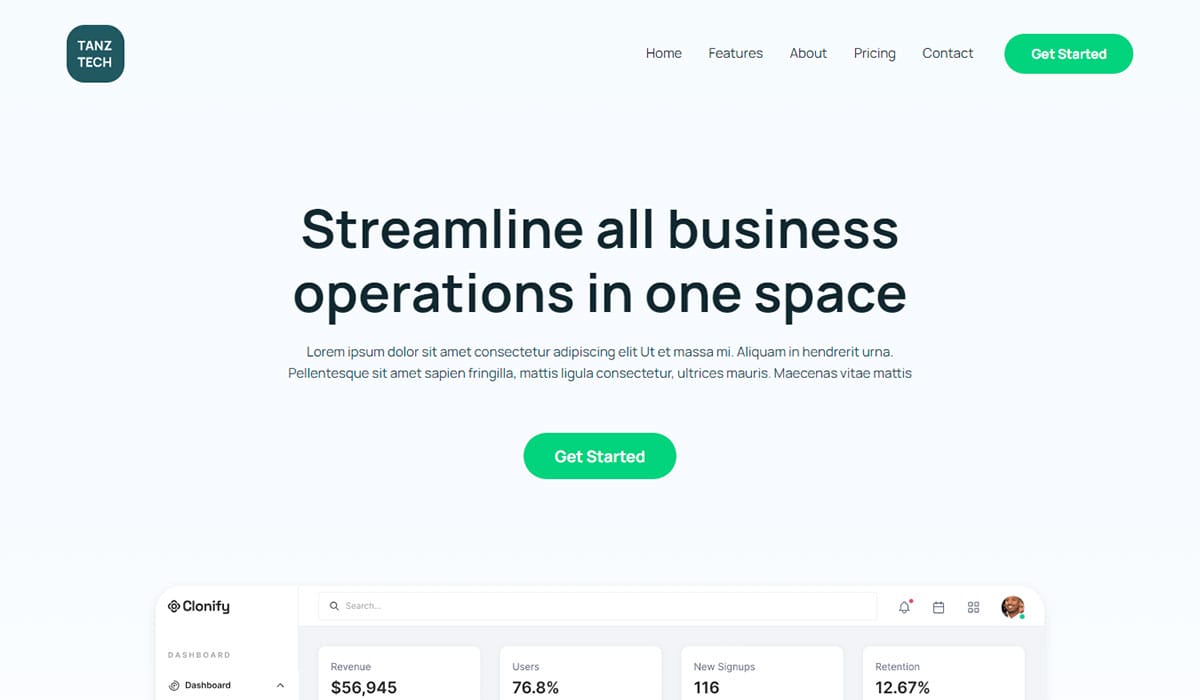 TANZ
TECH
Home Features About Pricing Contact Get Started
Streamline all business
operations in one space
Lorem ipsum dolor sit amet consectetur adipiscing elit Ut et massa mi. Aliquam in hendrerit urna.
Pellentesque sit amet sapien fringilla, mattis ligula consectetur, ultrices mauris. Maecenas vitae mattis
Get Started
Clonify
Search...
DASHBOARD
Dashboard
Revenue Users New Signups Retention
$56,945 76.8% 116 12.67%